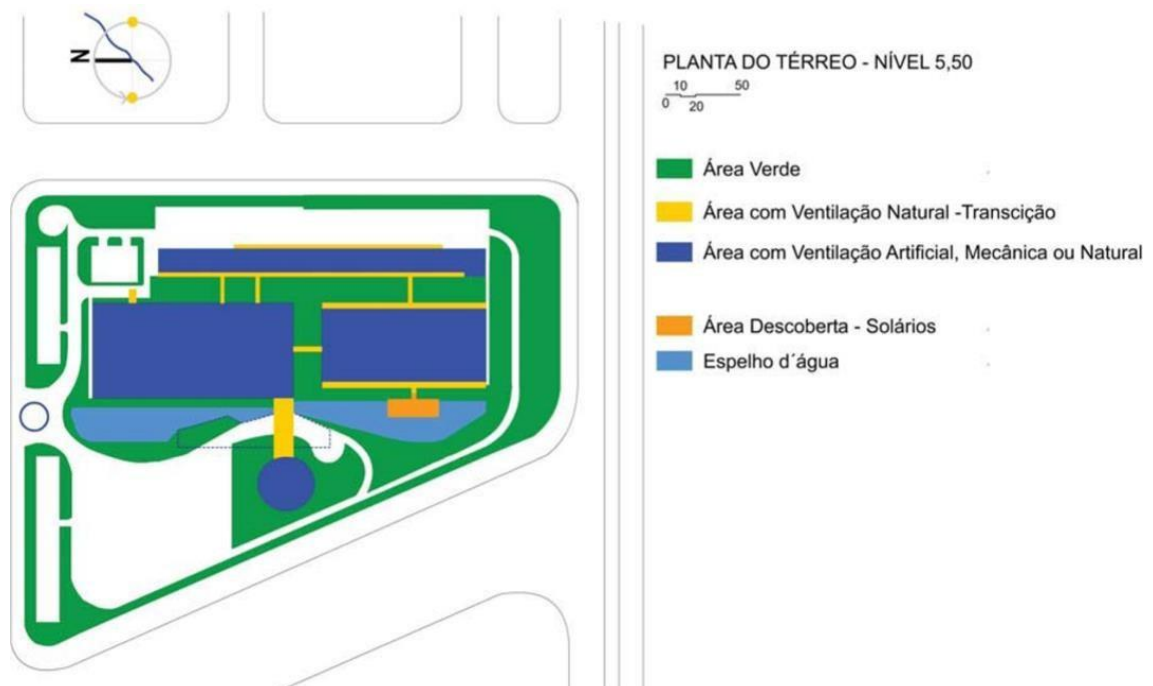 N
PLANTA DO TÉRREO - NÍVEL 5,50
10 50
0 20
Área Verde
Área com Ventilação Natural -Transcição
Área com Ventilação Artificial, Mecânica ou Natural
Área Descoberta - Solários
Espelho d´água